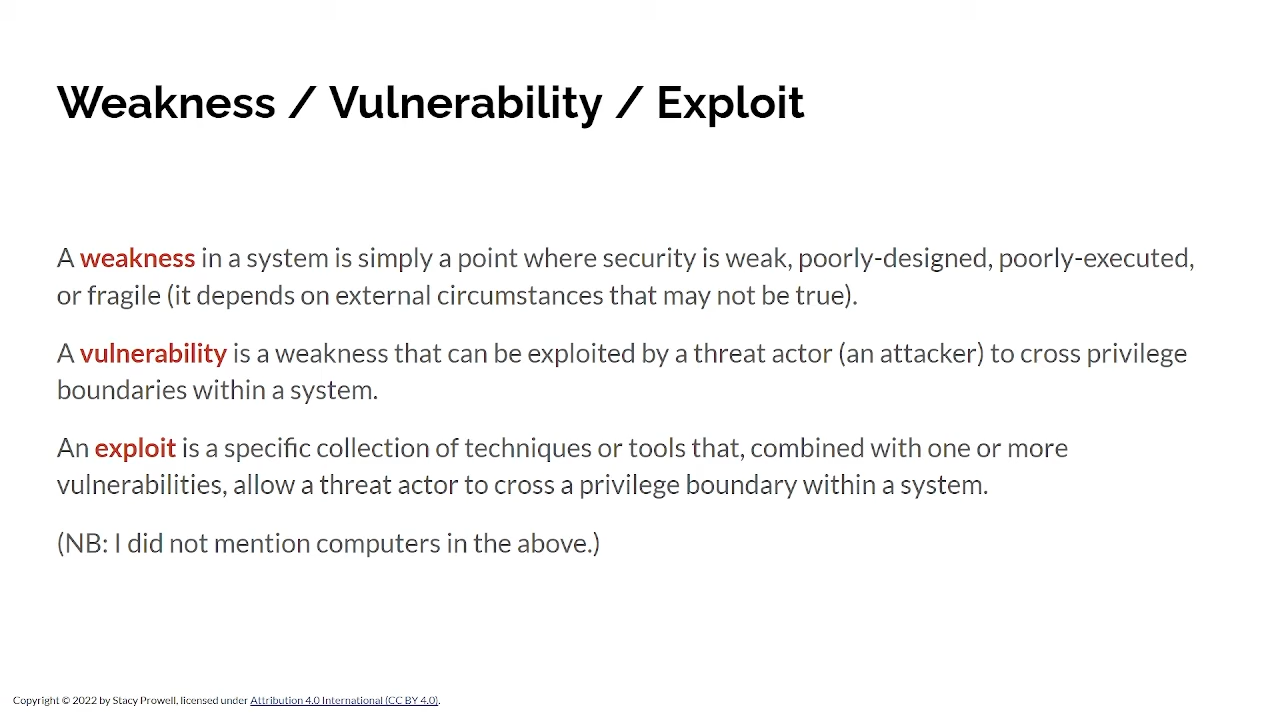 Weakness / Vulnerability / Exploit
A weakness in a system is simply a point where security is weak, poorly-designed, poorly-executed,
or fragile (it depends on external circumstances that may not be true).
A vulnerability is a weakness that can be exploited by a threat actor (an attacker) to cross privilege
boundaries within a system.
An exploit is a specific collection of techniques or tools that, combined with one or more
vulnerabilities, allow a threat actor to cross a privilege boundary within a system.
(NB: I did not mention computers in the above.)
Copyright © 2022 by Stacy Prowell, licensed under Attribution 4.0 International (CC BY 4.0).